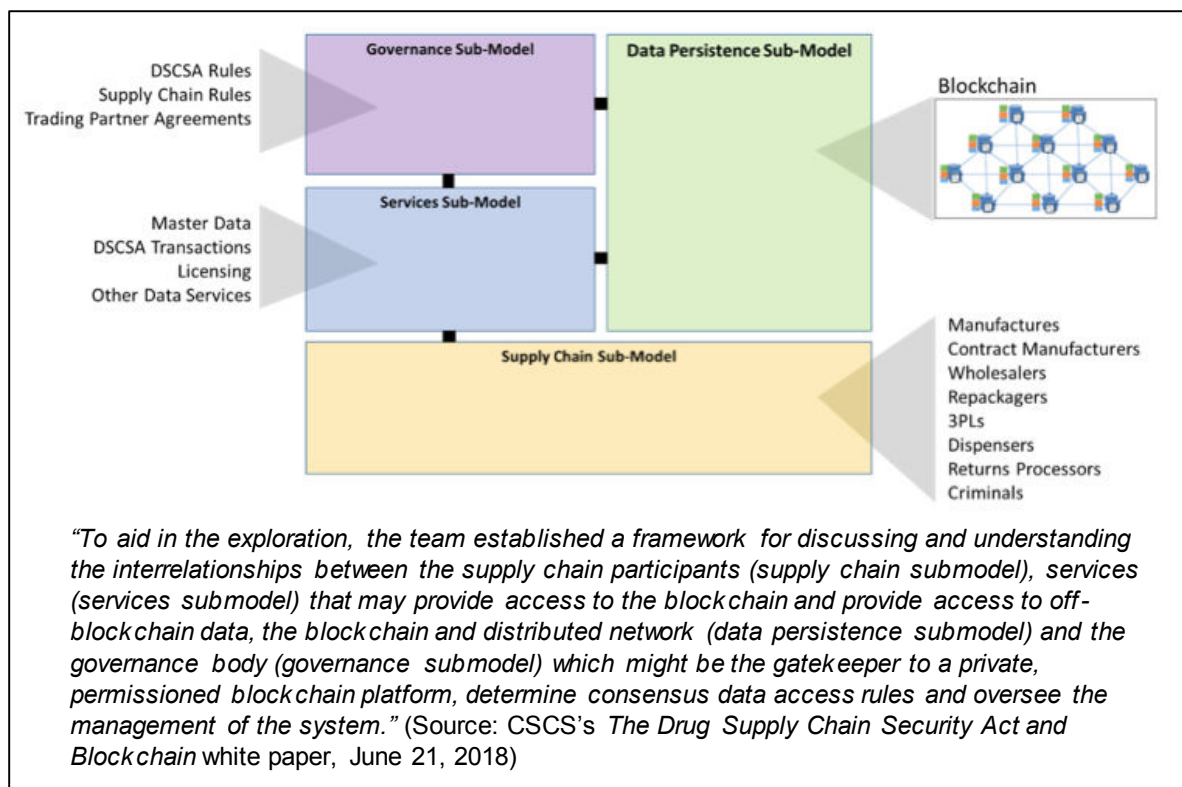 Governance Sub-Model
Data Persistence Sub-Model
DSCSA Rules
Supply Chain Rules
Trading Partner Agreements
Blockchain
Services Sub-Model
Master Data
DSCSA Transactions
Licensing
Other Data Services
Supply Chain Sub-Model
Manufactures
Contract Manufacturers
Wholesalers
Repackagers
3PLs
Dispensers
Returns Processors
Criminals
“To aid in the exploration, the team established a framework for discussing and understanding
the interrelationships between the supply chain participants (supply chain submodel), services
(services submodel) that may provide access to the blockchain and provide access to off-
blockchain data, the blockchain and distributed network (data persistence submodel) and the
governance body (governance submodel) which might be the gatekeeper to a private,
permissioned blockchain platform, determine consensus data access rules and oversee the
management of the system.” (Source: CSCS’s The Drug Supply Chain Security Act and
Blockchain white paper, June 21, 2018)